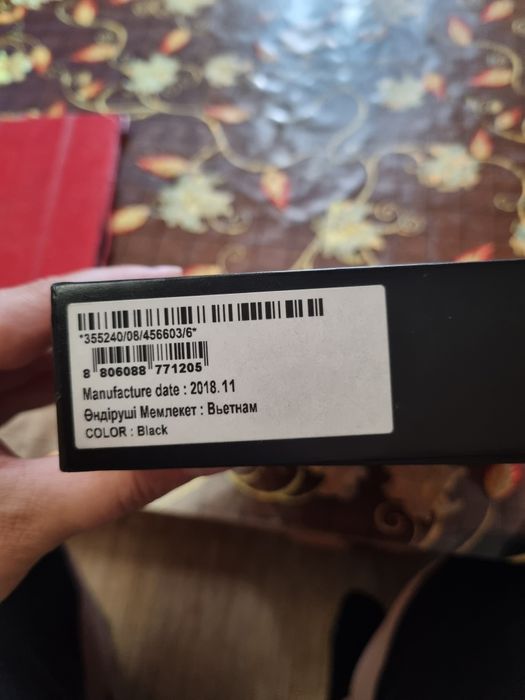 *355240/08/456603/6*
8 806088 771205
Manufacture date : 2018.11
Өндіруші Мемлекет : Вьетнам
COLOR : Black